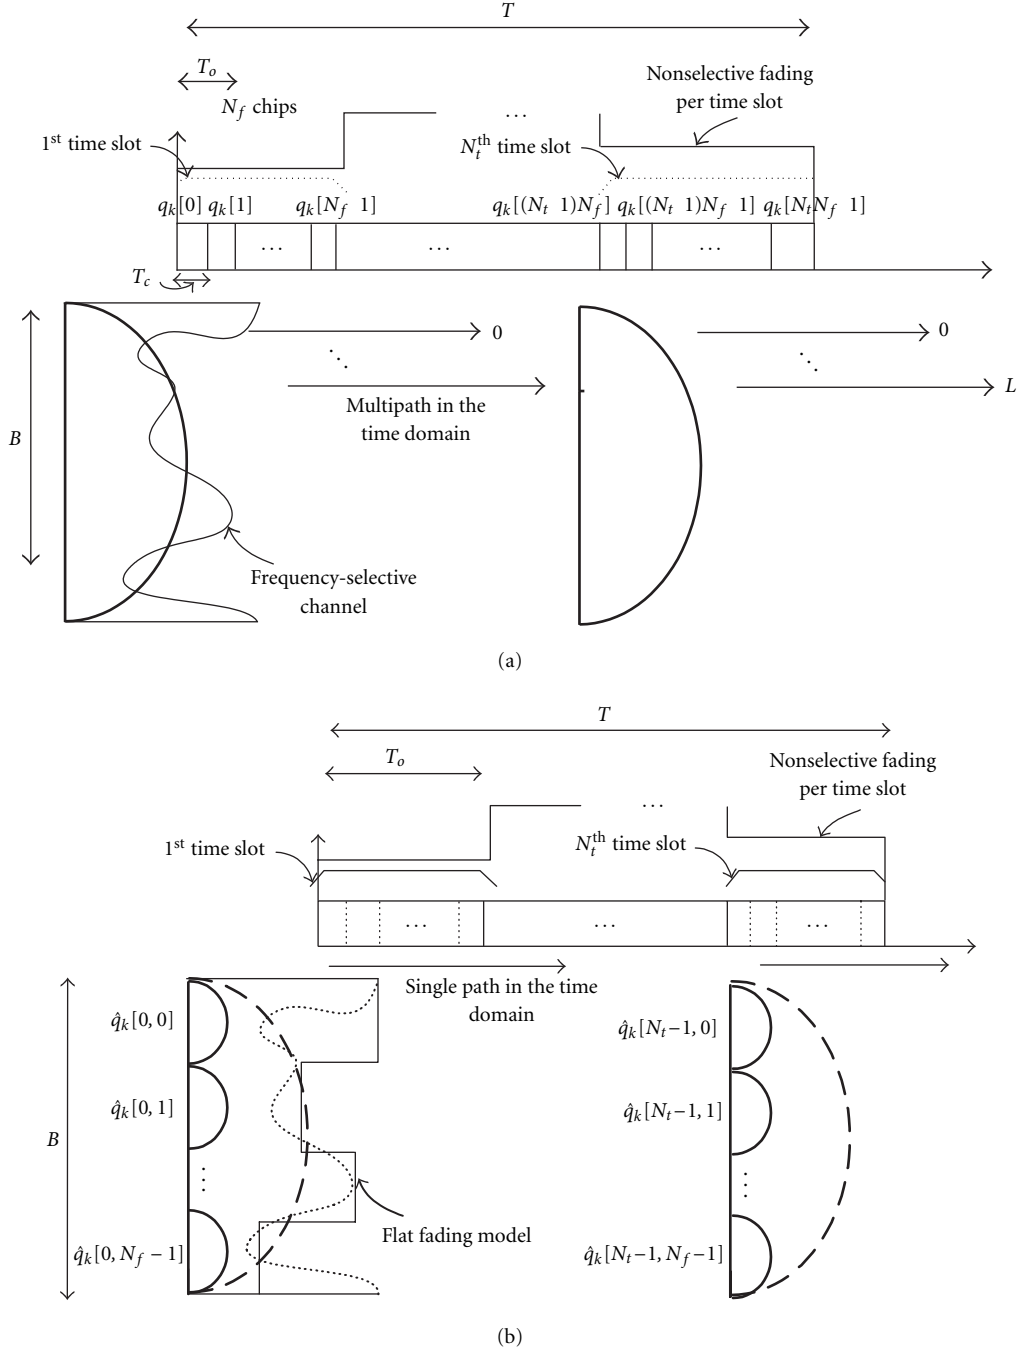 T
T_o
N_f chips
Nonselective fading
per time slot
1st time slot
...
N_t^th time slot
q_k[0] q_k[1] q_k[N_f 1] q_k[(N_t 1)N_f] q_k[(N_t 1)N_f 1] q_k[N_tN_f 1]
... ... ...
T_c
0
0
L
Multipath in the
time domain
B
Frequency-selective
channel
(a)
T
T_o
Nonselective fading
per time slot
...
1st time slot
N_t^th time slot
... ... ...
Single path in the time
domain
q̂_k[0, 0]
q̂_k[N_t−1, 0]
q̂_k[0, 1]
q̂_k[N_t−1, 1]
B
Flat fading model
q̂_k[0, N_f − 1]
q̂_k[N_t−1, N_f−1]
(b)